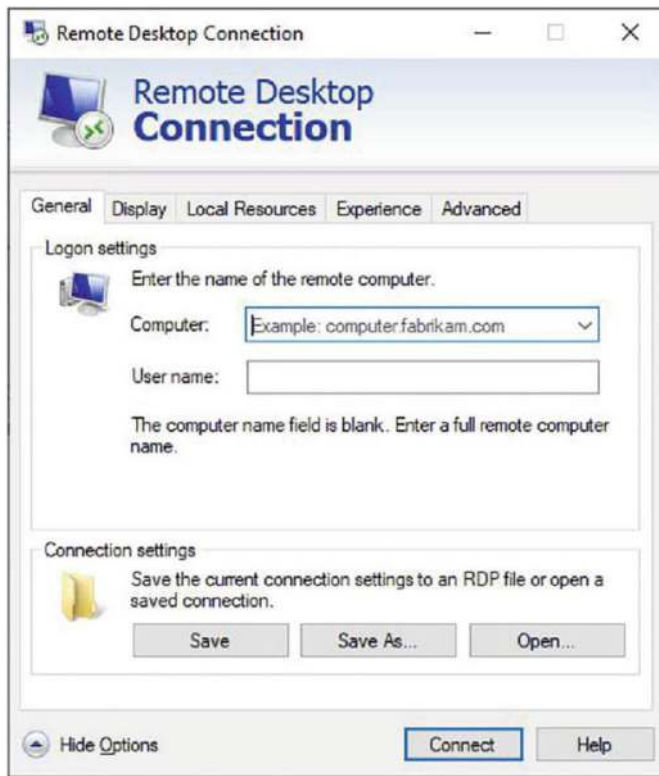 Remote Desktop Connection
Remote Desktop
Connection
General Display Local Resources Experience Advanced
Logon settings
Enter the name of the remote computer.
Computer: Example: computer.fabrikam.com
User name:
The computer name field is blank. Enter a full remote computer
name.
Connection settings
Save the current connection settings to an RDP file or open a
saved connection.
Save Save As... Open...
Hide Options Connect Help